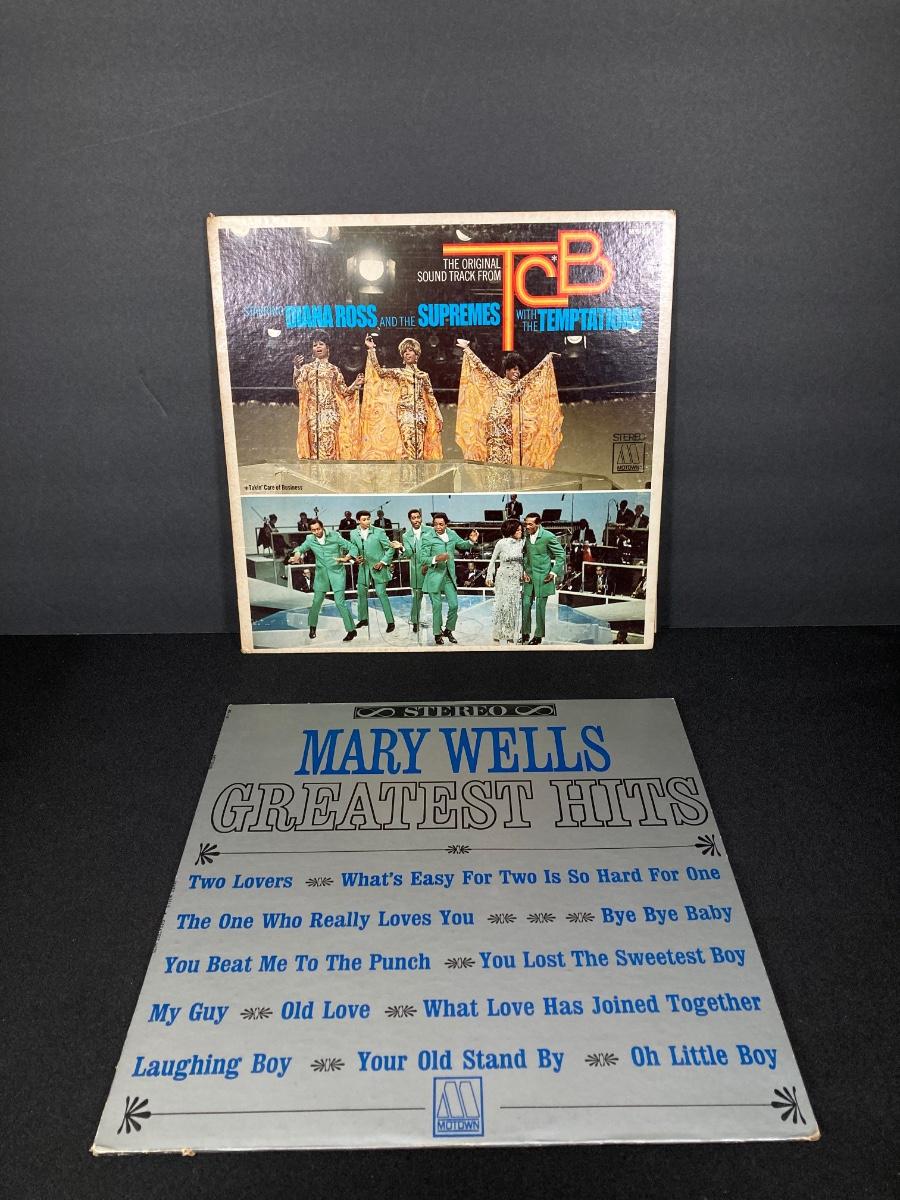 THE ORIGINAL
SOUND TRACK FROM
TCB*
STARRING DIANA ROSS AND THE SUPREMES WITH THE TEMPTATIONS
STEREO
MOTOWN
*Takin' Care of Business
STEREO
MARY WELLS
GREATEST HITS
Two Lovers What's Easy For Two Is So Hard For One
The One Who Really Loves You Bye Bye Baby
You Beat Me To The Punch You Lost The Sweetest Boy
My Guy Old Love What Love Has Joined Together
Laughing Boy Your Old Stand By Oh Little Boy
MOTOWN